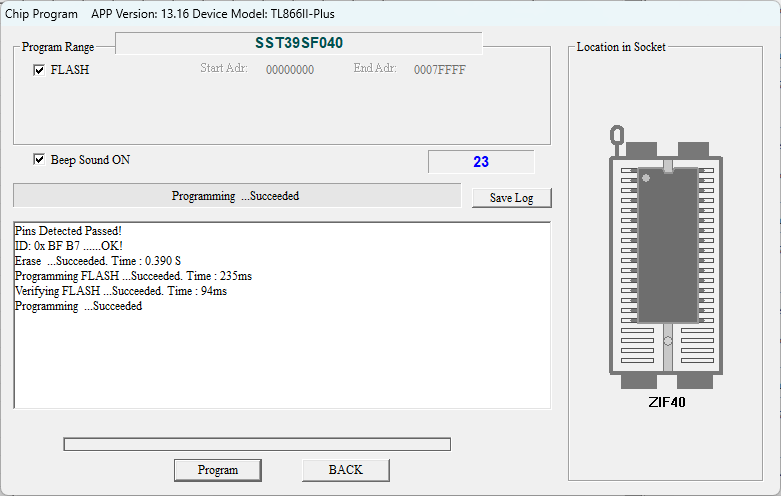 Chip Program    APP Version: 13.16 Device Model: TL866II-Plus
Program Range
SST39SF040
Location in Socket
FLASH
Start Adr:
00000000
End Adr:
0007FFFF
Beep Sound ON
23
Programming  ...Succeeded
Save Log
Pins Detected Passed!
ID: 0x BF B7 ......OK!
Erase  ...Succeeded. Time : 0.390 S
Programming FLASH ...Succeeded. Time : 235ms
Verifying FLASH ...Succeeded. Time : 94ms
Programming  ...Succeeded
ZIF40
Program
BACK